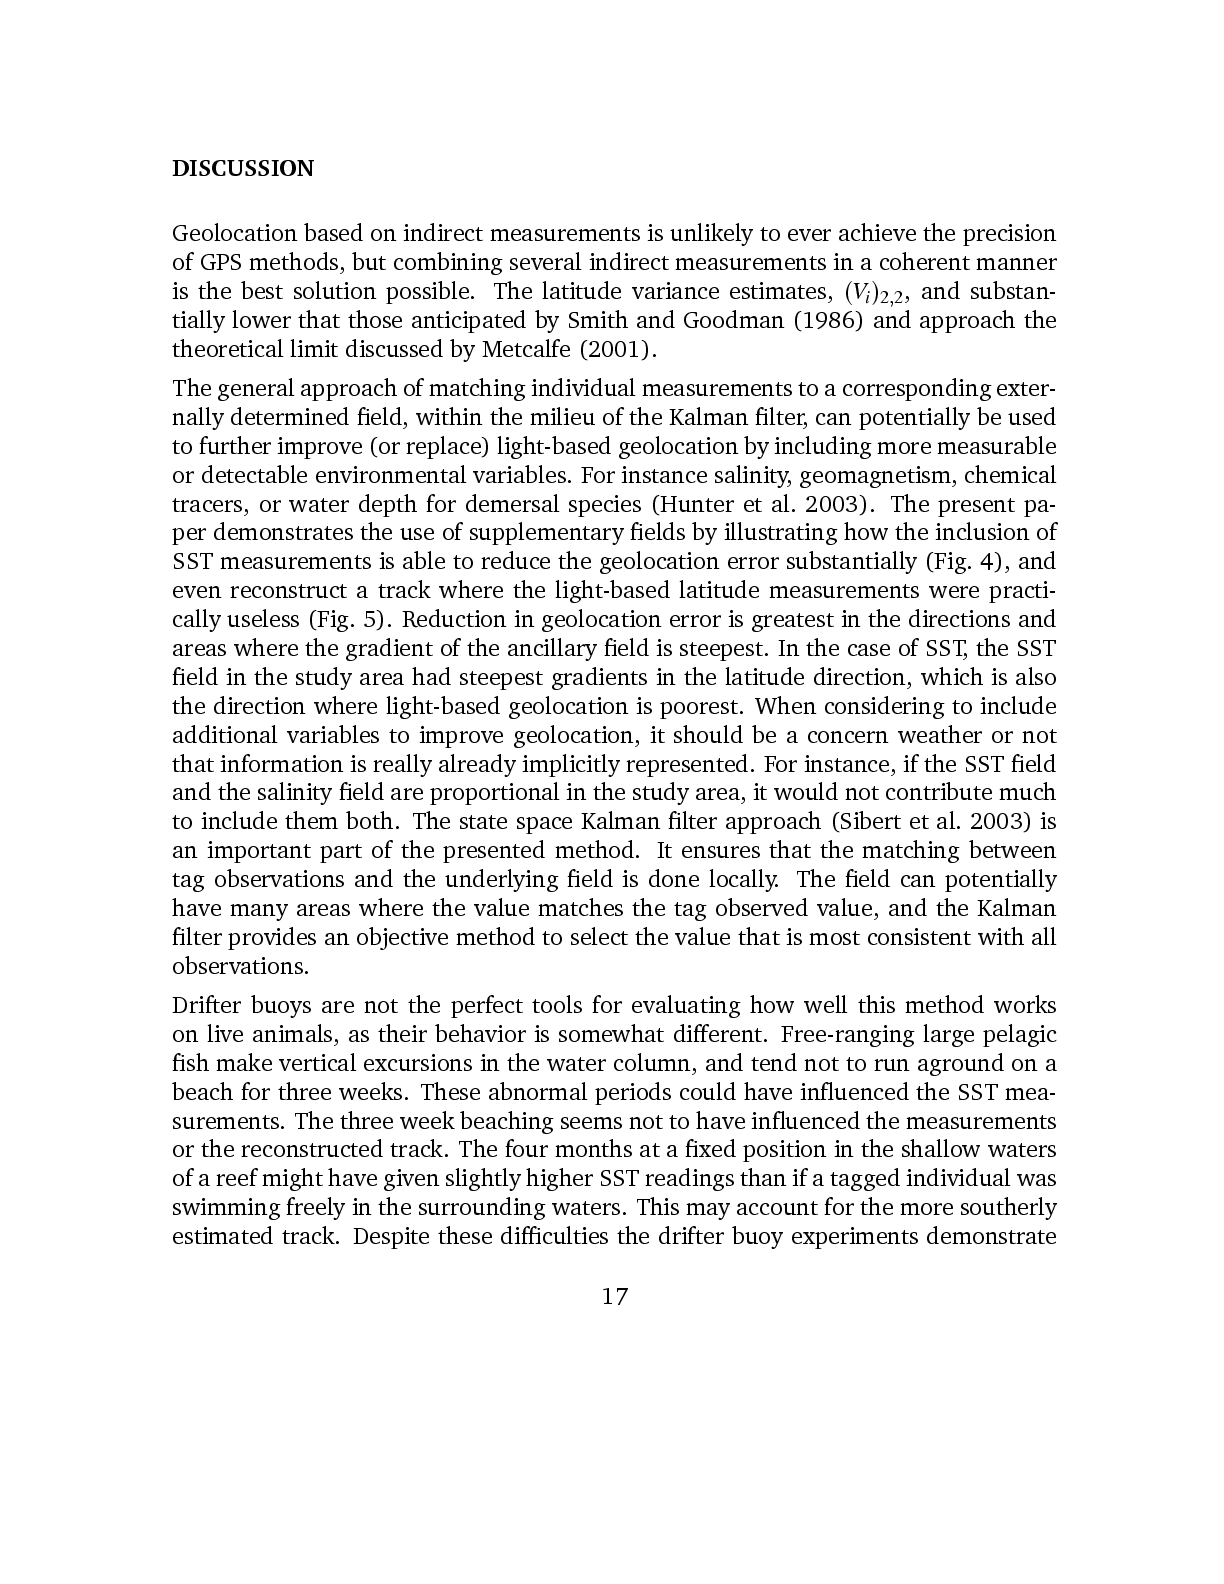 DISCUSSION
Geolocation based on indirect measurements is unlikely to ever achieve the precision
of GPS methods, but combining several indirect measurements in a coherent manner
is the best solution possible. The latitude variance estimates, (Vi)2,2, and substan-
tially lower that those anticipated by Smith and Goodman (1986) and approach the
theoretical limit discussed by Metcalfe (2001).
The general approach of matching individual measurements to a corresponding exter-
nally determined field, within the milieu of the Kalman filter, can potentially be used
to further improve (or replace) light-based geolocation by including more measurable
or detectable environmental variables. For instance salinity, geomagnetism, chemical
tracers, or water depth for demersal species (Hunter et al. 2003). The present pa-
per demonstrates the use of supplementary fields by illustrating how the inclusion of
SST measurements is able to reduce the geolocation error substantially (Fig. 4), and
even reconstruct a track where the light-based latitude measurements were practi-
cally useless (Fig. 5). Reduction in geolocation error is greatest in the directions and
areas where the gradient of the ancillary field is steepest. In the case of SST, the SST
field in the study area had steepest gradients in the latitude direction, which is also
the direction where light-based geolocation is poorest. When considering to include
additional variables to improve geolocation, it should be a concern weather or not
that information is really already implicitly represented. For instance, if the SST field
and the salinity field are proportional in the study area, it would not contribute much
to include them both. The state space Kalman filter approach (Sibert et al. 2003) is
an important part of the presented method. It ensures that the matching between
tag observations and the underlying field is done locally. The field can potentially
have many areas where the value matches the tag observed value, and the Kalman
filter provides an objective method to select the value that is most consistent with all
observations.
Drifter buoys are not the perfect tools for evaluating how well this method works
on live animals, as their behavior is somewhat different. Free-ranging large pelagic
fish make vertical excursions in the water column, and tend not to run aground on a
beach for three weeks. These abnormal periods could have influenced the SST mea-
surements. The three week beaching seems not to have influenced the measurements
or the reconstructed track. The four months at a fixed position in the shallow waters
of a reef might have given slightly higher SST readings than if a tagged individual was
swimming freely in the surrounding waters. This may account for the more southerly
estimated track. Despite these difficulties the drifter buoy experiments demonstrate
17